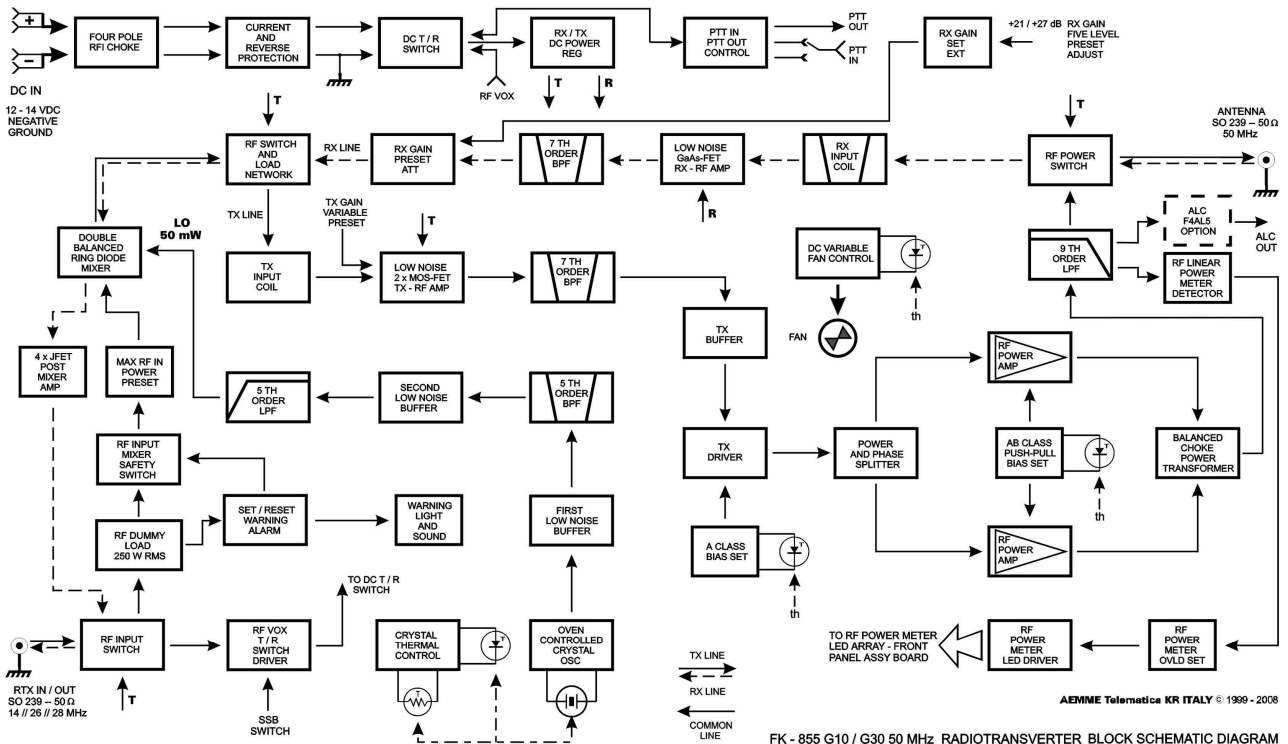 +
−
DC IN
12 - 14 VDC
NEGATIVE
GROUND
FOUR POLE
RFI CHOKE
CURRENT
AND
REVERSE
PROTECTION
DC T / R
SWITCH
RF VOX
RX / TX
DC POWER
REG
T
R
PTT IN
PTT OUT
CONTROL
PTT
OUT
PTT
IN
RX GAIN
SET
EXT
+21 / +27 dB RX GAIN
FIVE LEVEL
PRESET
ADJUST
T
RF SWITCH
AND
LOAD
NETWORK
RX LINE
RX GAIN
PRESET
ATT
7 TH
ORDER
BPF
LOW NOISE
GaAs-FET
RX - RF AMP
R
RX
INPUT
COIL
T
RF POWER
SWITCH
ANTENNA
SO 239 – 50 Ω
50 MHz
LO
50 mW
TX LINE
TX GAIN
VARIABLE
PRESET
T
DOUBLE
BALANCED
RING DIODE
MIXER
TX
INPUT
COIL
LOW NOISE
2 x MOS-FET
TX - RF AMP
7 TH
ORDER
BPF
DC VARIABLE
FAN CONTROL
T
th
FAN
9 TH
ORDER
LPF
ALC
F4AL5
OPTION
ALC
OUT
RF LINEAR
POWER
METER
DETECTOR
TX
BUFFER
4 x JFET
POST
MIXER
AMP
MAX RF IN
POWER
PRESET
5 TH
ORDER
LPF
SECOND
LOW NOISE
BUFFER
5 TH
ORDER
BPF
RF
POWER
AMP
RF INPUT
MIXER
SAFETY
SWITCH
TX
DRIVER
POWER
AND PHASE
SPLITTER
AB CLASS
PUSH-PULL
BIAS SET
T
th
BALANCED
CHOKE
POWER
TRANSFORMER
RF DUMMY
LOAD
250 W RMS
SET / RESET
WARNING
ALARM
WARNING
LIGHT
AND
SOUND
FIRST
LOW NOISE
BUFFER
A CLASS
BIAS SET
T
th
RF
POWER
AMP
TO DC T / R
SWITCH
RF INPUT
SWITCH
T
RF VOX
T / R
SWITCH
DRIVER
SSB
SWITCH
CRYSTAL
THERMAL
CONTROL
T
T
OVEN
CONTROLLED
CRYSTAL
OSC
TX LINE
RX LINE
COMMON
LINE
TO RF POWER METER
LED ARRAY - FRONT
PANEL ASSY BOARD
RF
POWER
METER
LED DRIVER
RF
POWER
METER
OVLD SET
RTX IN / OUT
SO 239 – 50 Ω
14 // 26 // 28 MHz
AEMME Telematica KR ITALY © 1999 - 2008
FK - 855 G10 / G30 50 MHz RADIOTRANSVERTER BLOCK SCHEMATIC DIAGRAM